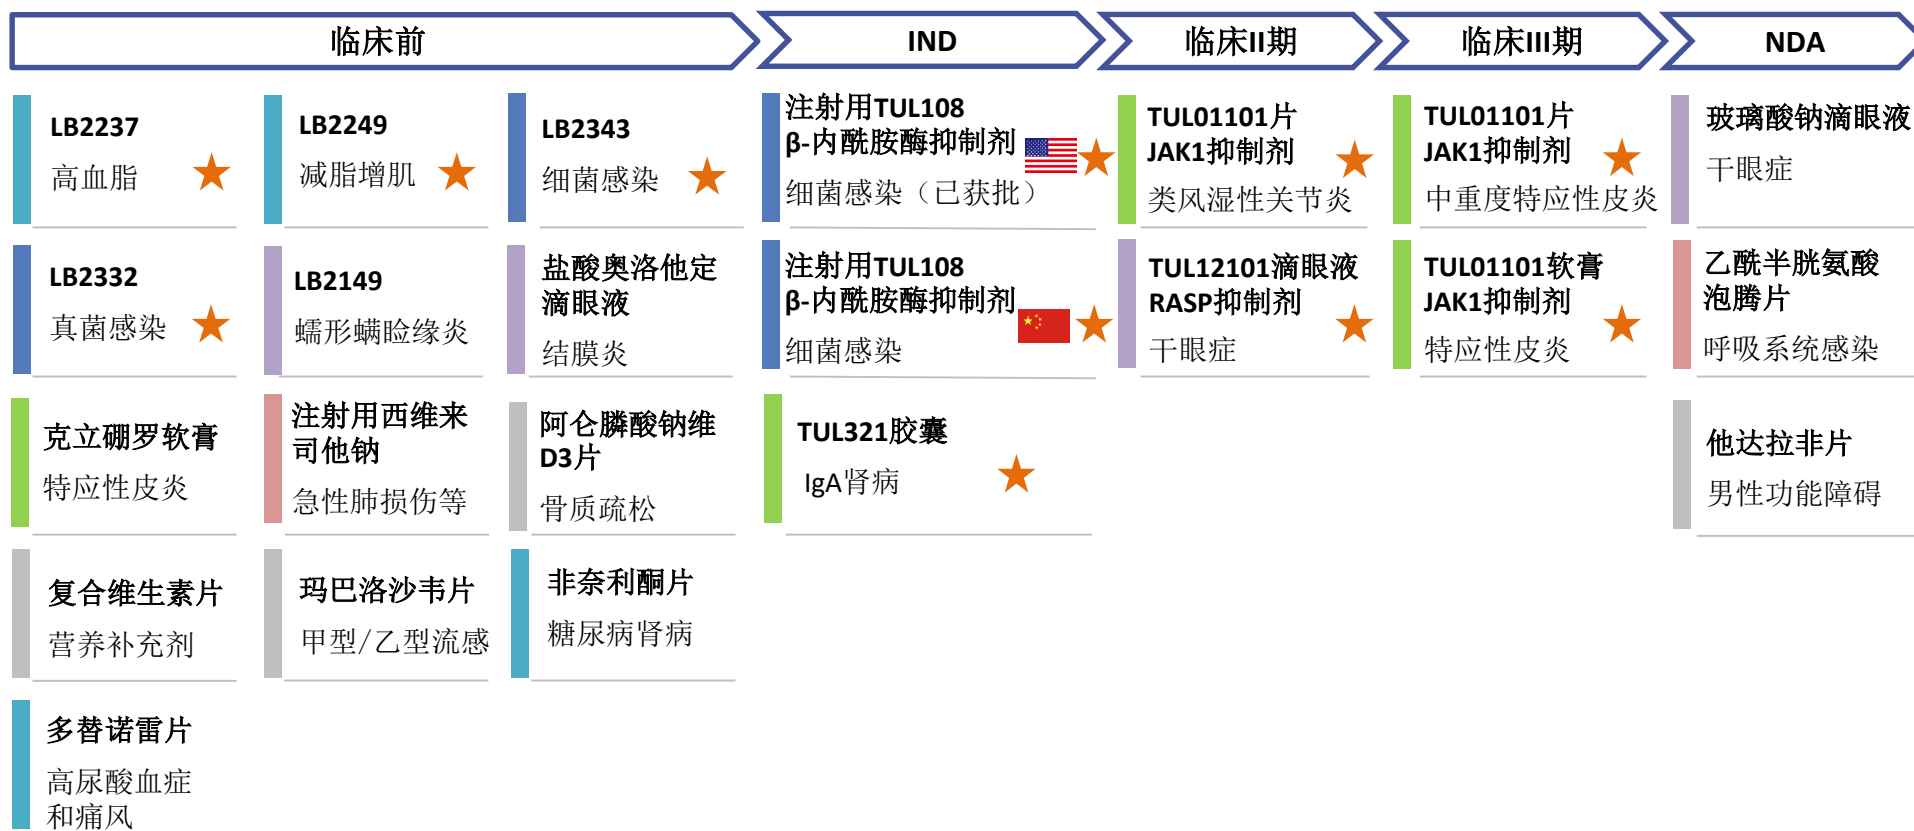 临床前
IND
临床II期
临床III期
NDA
LB2237
高血脂
LB2249
减脂增肌
LB2343
细菌感染
注射用TUL108
β-内酰胺酶抑制剂
细菌感染（已获批）
TUL01101片
JAK1抑制剂
类风湿性关节炎
TUL01101片
JAK1抑制剂
中重度特应性皮炎
玻璃酸钠滴眼液
干眼症
LB2332
真菌感染
LB2149
蠕形螨睑缘炎
盐酸奥洛他定
滴眼液
结膜炎
注射用TUL108
β-内酰胺酶抑制剂
细菌感染
TUL12101滴眼液
RASP抑制剂
干眼症
TUL01101软膏
JAK1抑制剂
特应性皮炎
乙酰半胱氨酸
泡腾片
呼吸系统感染
克立硼罗软膏
特应性皮炎
注射用西维来
司他钠
急性肺损伤等
阿仑膦酸钠维
D3片
骨质疏松
TUL321胶囊
IgA肾病
他达拉非片
男性功能障碍
复合维生素片
营养补充剂
玛巴洛沙韦片
甲型/乙型流感
非奈利酮片
糖尿病肾病
多替诺雷片
高尿酸血症
和痛风